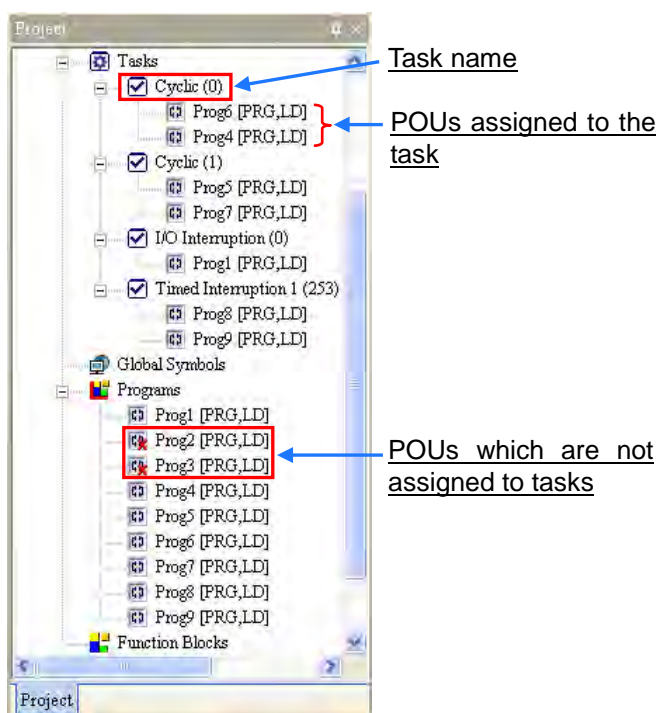 Project
Tasks
Task name
Cyclic (0)
Prog6 [PRG,LD]
Prog4 [PRG,LD]
POUs assigned to the
task
Cyclic (1)
Prog5 [PRG,LD]
Prog7 [PRG,LD]
I/O Interruption (0)
Prog1 [PRG,LD]
Timed Interruption 1 (253)
Prog8 [PRG,LD]
Prog9 [PRG,LD]
Global Symbols
Programs
Prog1 [PRG,LD]
Prog2 [PRG,LD]
Prog3 [PRG,LD]
POUs which are not
assigned to tasks
Prog4 [PRG,LD]
Prog5 [PRG,LD]
Prog6 [PRG,LD]
Prog7 [PRG,LD]
Prog8 [PRG,LD]
Prog9 [PRG,LD]
Function Blocks
Project